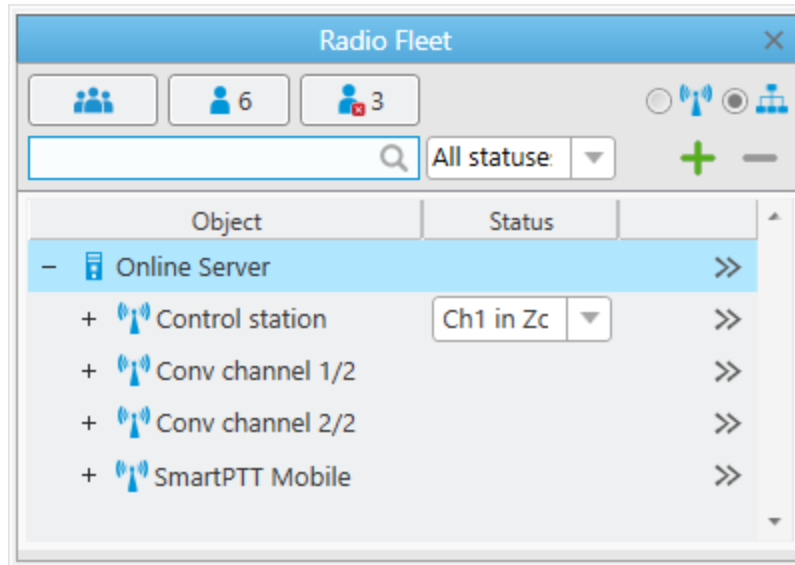 Radio Fleet
6 3
All statuse
Object Status
Online Server
Control station Ch1 in Zc
Conv channel 1/2
Conv channel 2/2
SmartPTT Mobile